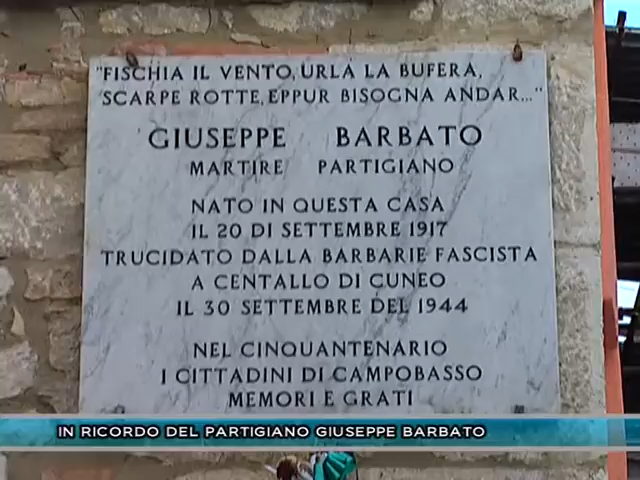 "FISCHIA IL VENTO, URLA LA BUFERA,
SCARPE ROTTE, EPPUR BISOGNA ANDAR..."
GIUSEPPE BARBATO
MARTIRE PARTIGIANO
NATO IN QUESTA CASA
IL 20 DI SETTEMBRE 1917
TRUCIDATO DALLA BARBARIE FASCISTA
A CENTALLO DI CUNEO
IL 30 SETTEMBRE DEL 1944
NEL CINQUANTENARIO
I CITTADINI DI CAMPOBASSO
MEMORI E GRATI
IN RICORDO DEL PARTIGIANO GIUSEPPE BARBATO